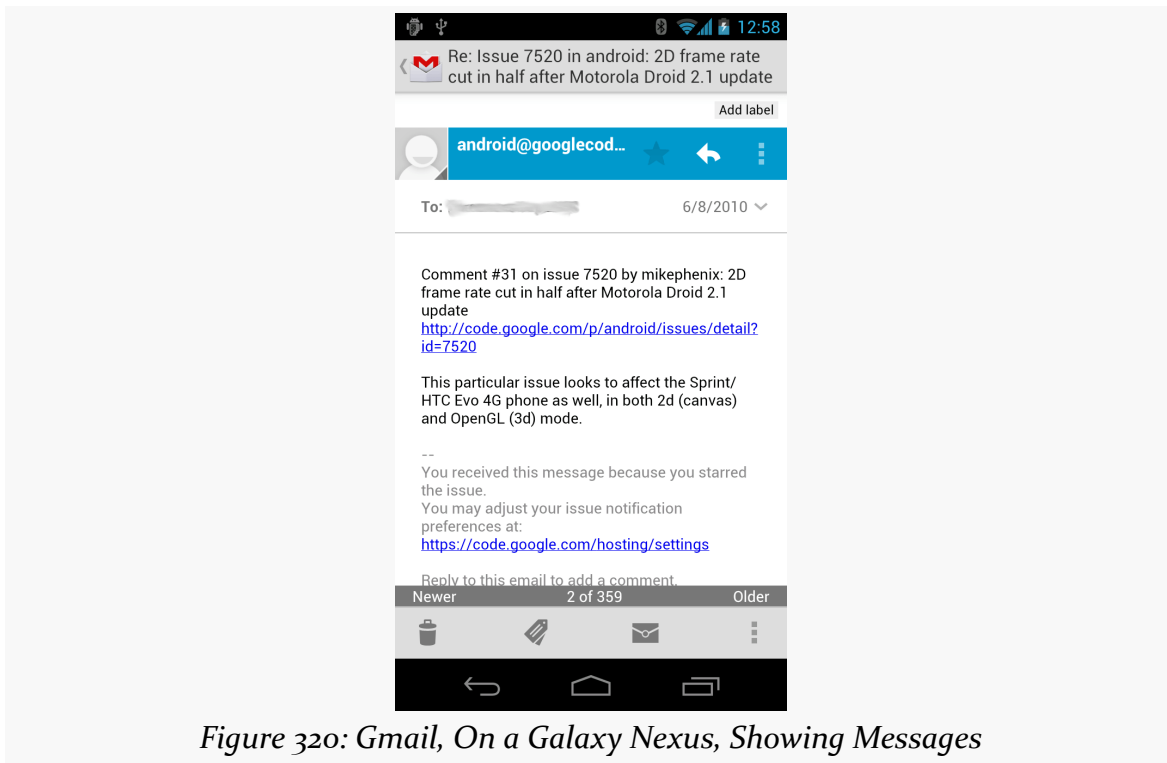 12:58
Re: Issue 7520 in android: 2D frame rate
cut in half after Motorola Droid 2.1 update
Add label
android@googlecod...
To:
6/8/2010
Comment #31 on issue 7520 by mikephenix: 2D
frame rate cut in half after Motorola Droid 2.1
update
http://code.google.com/p/android/issues/detail?
id=7520
This particular issue looks to affect the Sprint/
HTC Evo 4G phone as well, in both 2d (canvas)
and OpenGL (3d) mode.
--
You received this message because you starred
the issue.
You may adjust your issue notification
preferences at:
https://code.google.com/hosting/settings
Reply to this email to add a comment.
Newer 2 of 359 Older
Figure 320: Gmail, On a Galaxy Nexus, Showing Messages